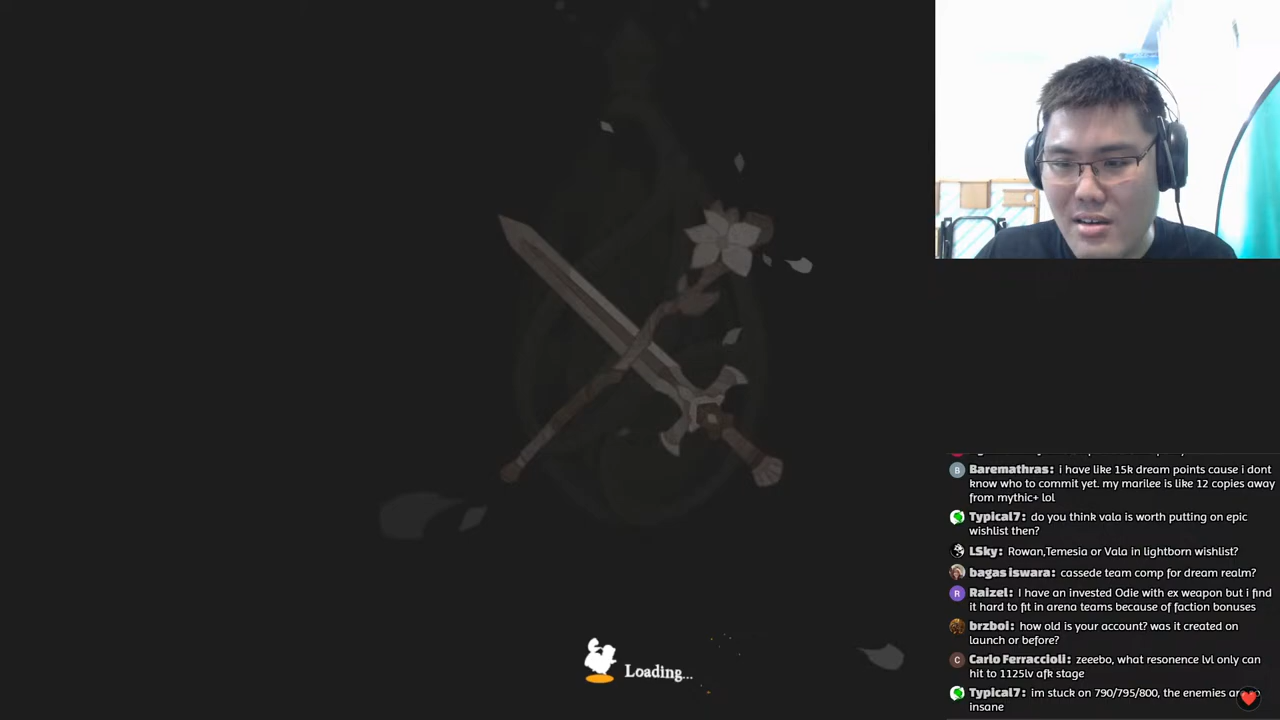 B Baremathras: i have like 15k dream points cause i dont
know who to commit yet. my marilee is like 12 copies away
from mythic+ lol
Typical7: do you think vala is worth putting on epic
wishlist then?
LSky: Rowan,Temesia or Vala in lightborn wishlist?
bagas iswara: cassede team comp for dream realm?
R Raizel: I have an invested Odie with ex weapon but i find
it hard to fit in arena teams because of faction bonuses
brzboi: how old is your account? was it created on
launch or before?
C Carlo Ferraccioli: zeeebo, what resonence lvl only can
hit to 1125lv afk stage
Typical7: im stuck on 790/795/800, the enemies
insane
Loading...